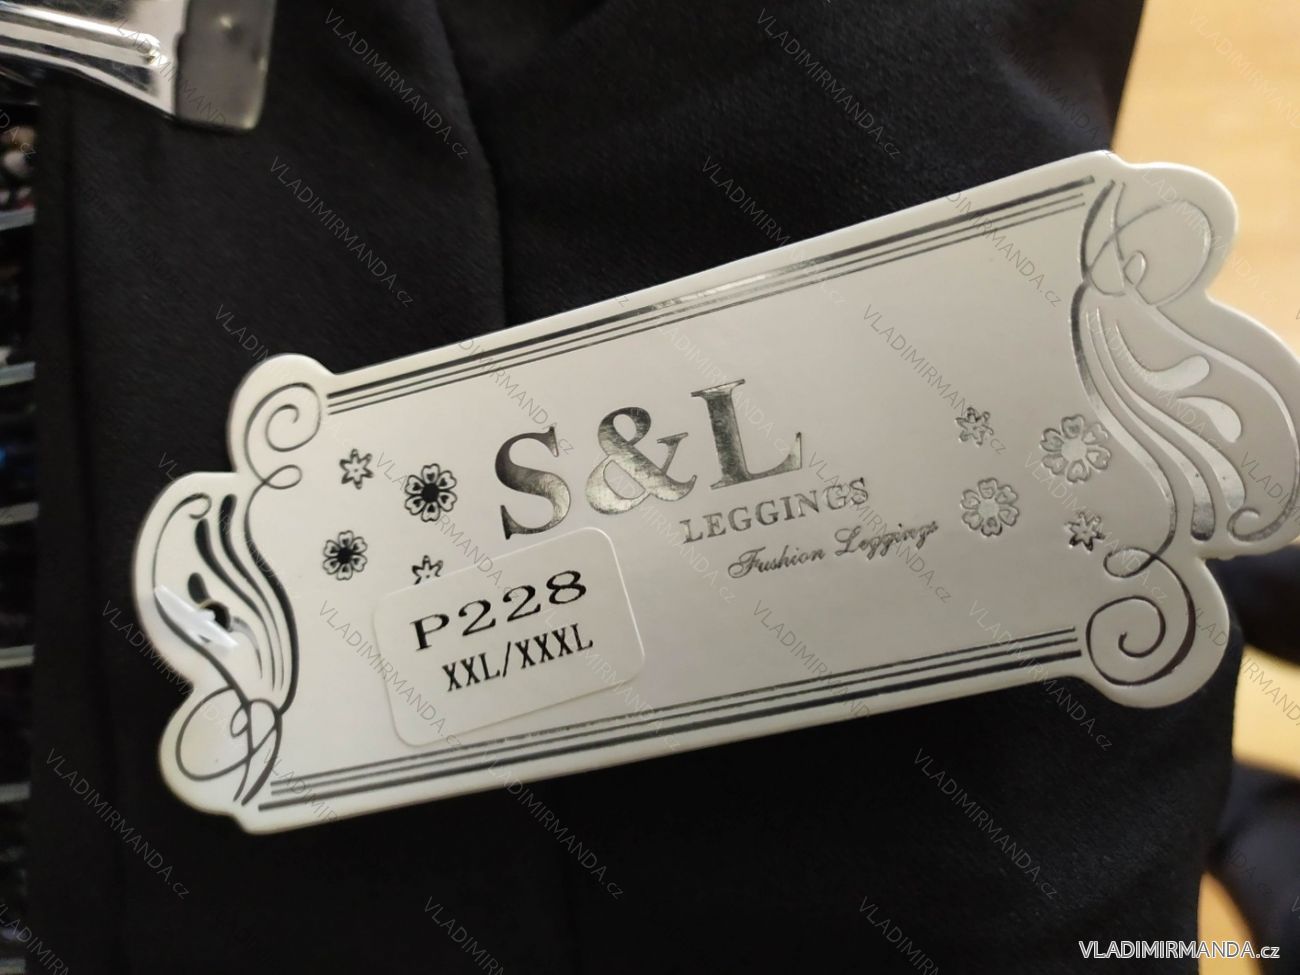 S&L
LEGGINGS
Fashion Leggings
P228
XXL/XXXL
VLADIMIRMANDA.cz